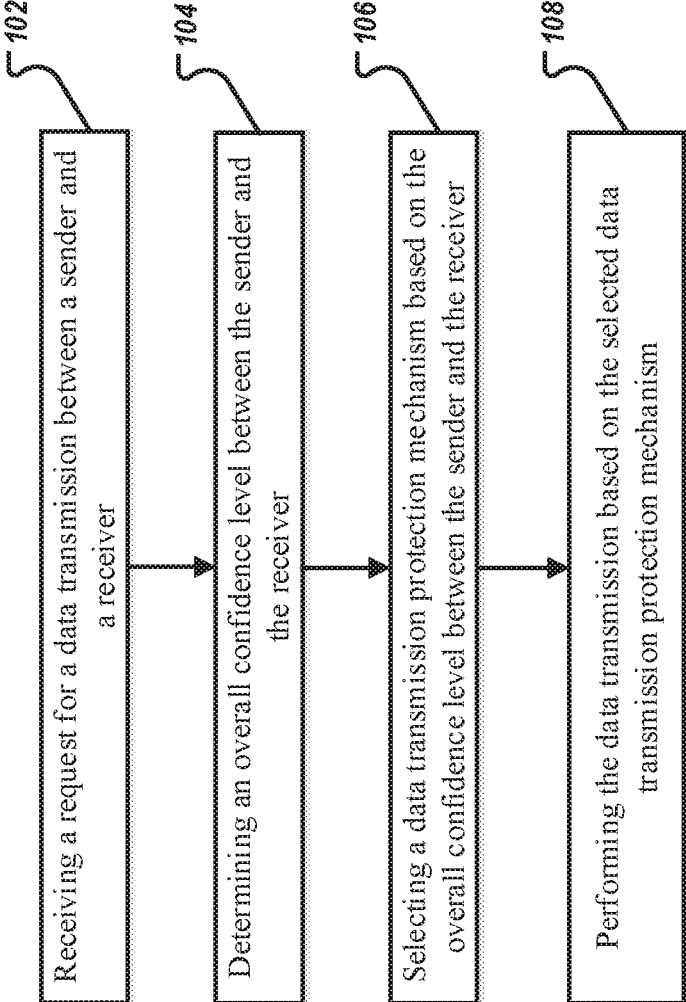 102
Receiving a request for a data transmission between a sender and
a receiver
104
Determining an overall confidence level between the sender and
the receiver
106
Selecting a data transmission protection mechanism based on the
overall confidence level between the sender and the receiver
108
Performing the data transmission based on the selected data
transmission protection mechanism